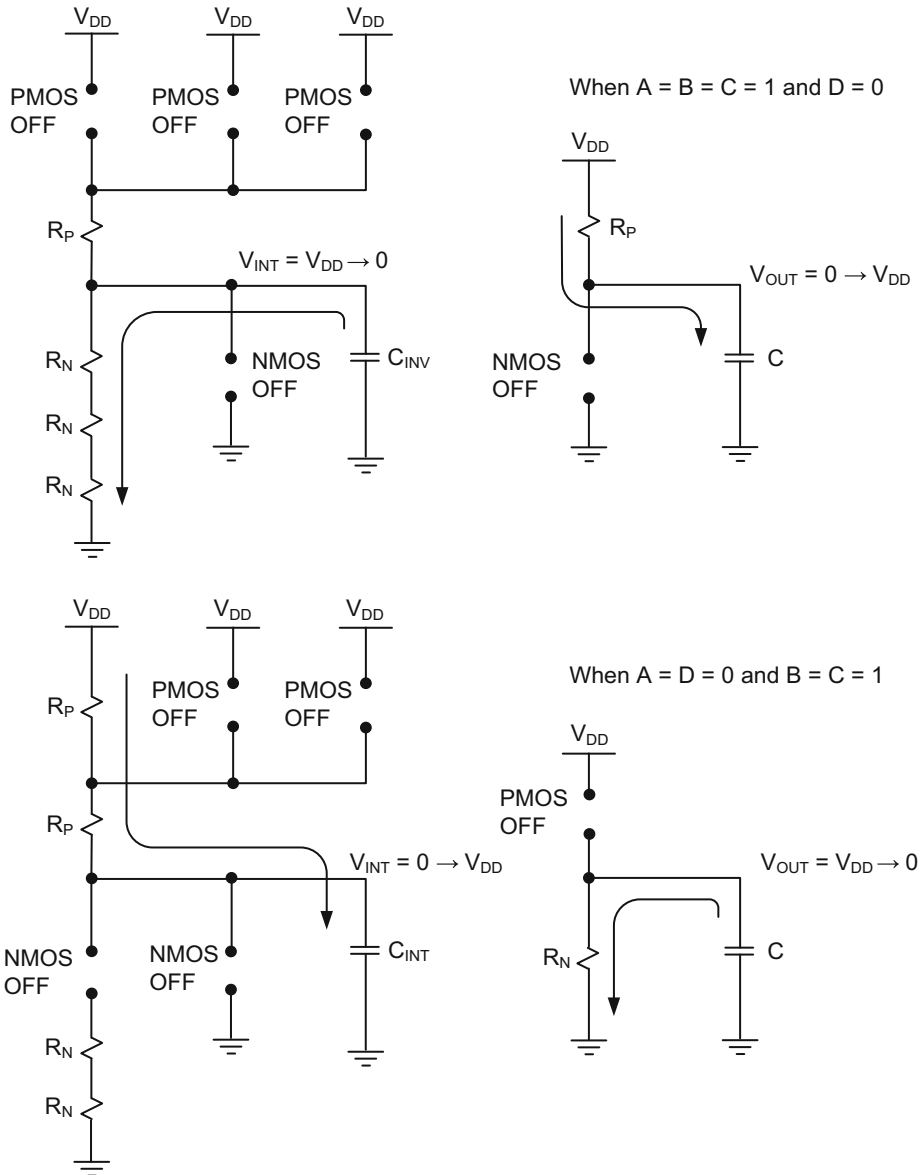 V_DD V_DD V_DD
PMOS OFF PMOS OFF PMOS OFF
When A = B = C = 1 and D = 0
V_DD
R_P
R_P
V_INT = V_DD → 0
V_OUT = 0 → V_DD
R_N
NMOS OFF
C_INV
NMOS OFF
C
R_N
R_N
V_DD V_DD V_DD
R_P
PMOS OFF PMOS OFF
When A = D = 0 and B = C = 1
V_DD
PMOS OFF
R_P
V_INT = 0 → V_DD
V_OUT = V_DD → 0
NMOS OFF
NMOS OFF
C_INT
R_N
C
R_N
R_N